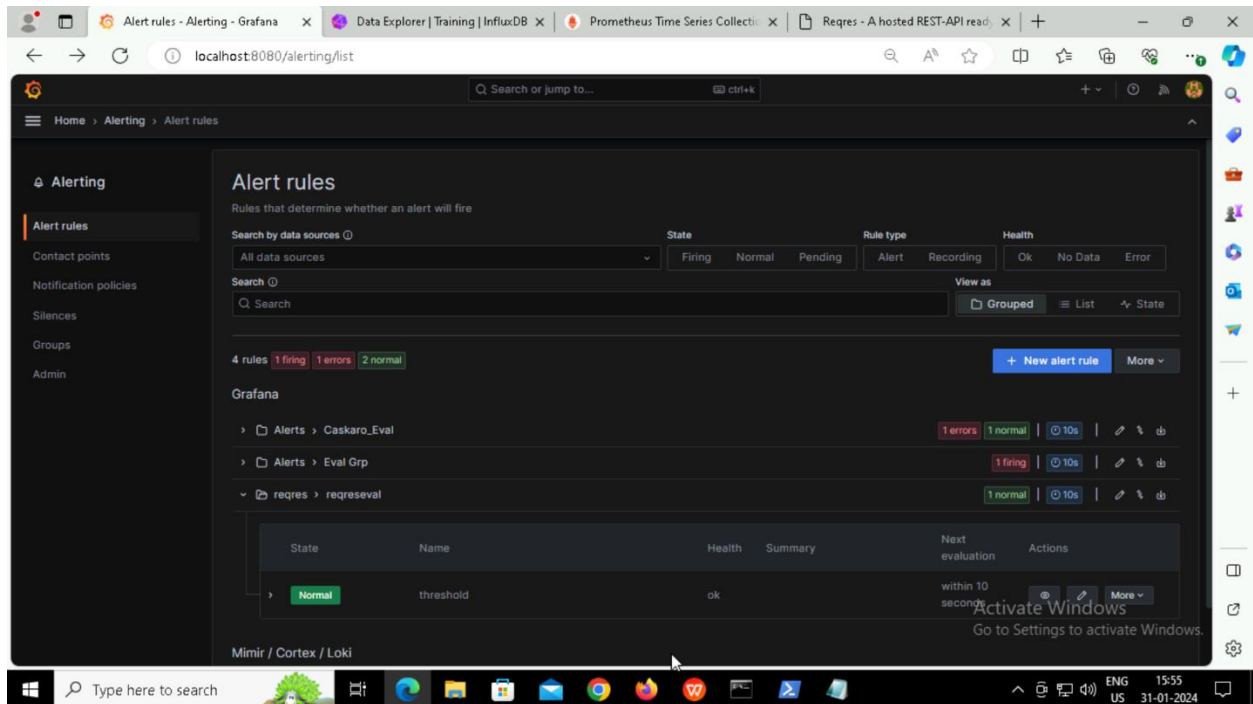 Alert rules - Alerting - Grafana
Data Explorer | Training | InfluxDB
Prometheus Time Series Collectio
Reqres - A hosted REST-API ready
localhost:8080/alerting/list
Search or jump to...
ctrl+k
Home › Alerting › Alert rules
Alerting
Alert rules
Contact points
Notification policies
Silences
Groups
Admin
Alert rules
Rules that determine whether an alert will fire
Search by data sources
State
Rule type
Health
All data sources
Firing Normal Pending
Alert Recording
Ok No Data Error
Search
View as
Search
Grouped List State
4 rules 1 firing 1 errors 2 normal
+ New alert rule
More
Grafana
Alerts › Caskaro_Eval
1 errors 1 normal | 10s |
Alerts › Eval Grp
1 firing | 10s |
reqres › reqreseval
1 normal | 10s |
State Name Health Summary Next evaluation Actions
Normal threshold ok within 10 seconds More
Mimir / Cortex / Loki
Activate Windows
Go to Settings to activate Windows.
Type here to search
ENG
US
15:55
31-01-2024